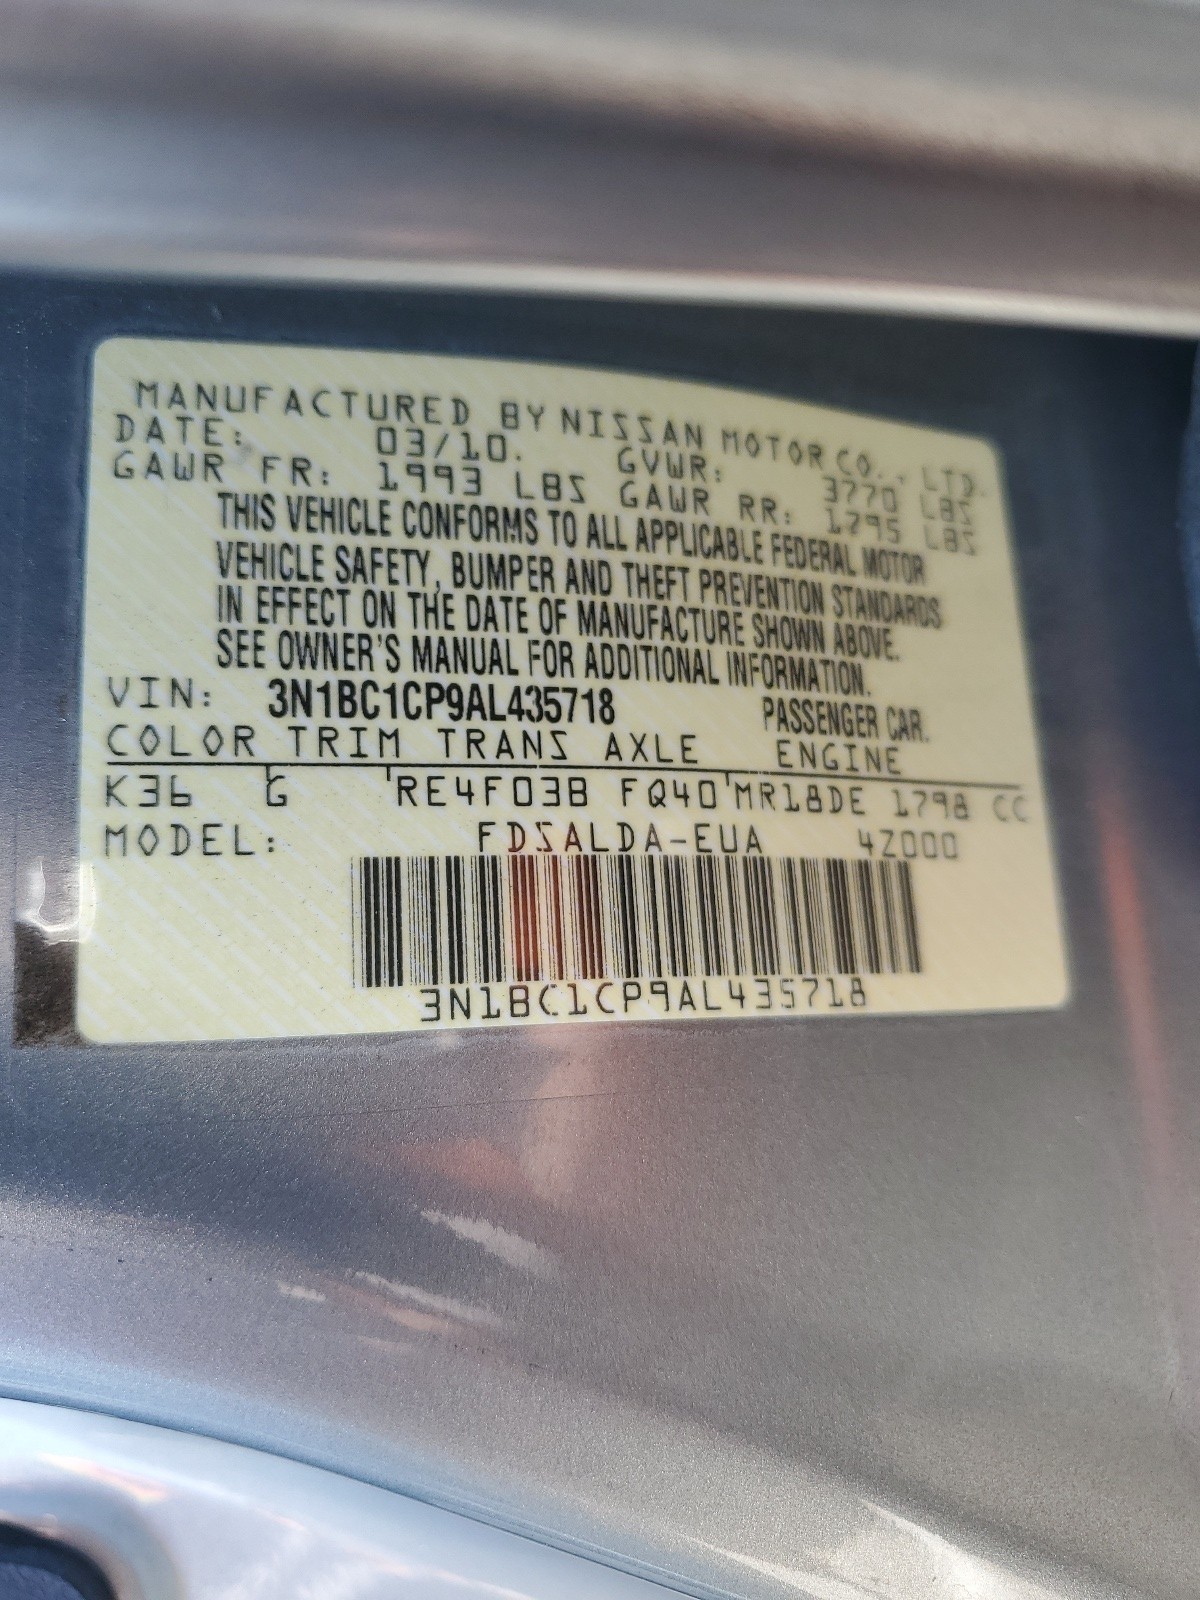 MANUFACTURED BY NISSAN MOTOR CO., LTD.
DATE: 03/10. GVWR: 3770 LBS
GAWR FR: 1993 LBS GAWR RR: 1795 LBS
THIS VEHICLE CONFORMS TO ALL APPLICABLE FEDERAL MOTOR
VEHICLE SAFETY, BUMPER AND THEFT PREVENTION STANDARDS
IN EFFECT ON THE DATE OF MANUFACTURE SHOWN ABOVE.
SEE OWNER'S MANUAL FOR ADDITIONAL INFORMATION.
VIN: 3N1BC1CP9AL435718 PASSENGER CAR.
COLOR TRIM TRANS AXLE ENGINE
K36 G RE4F03B FQ40 MR18DE 1798 CC
MODEL: FDSALDA-EUA 4Z000
3N1BC1CP9AL435718